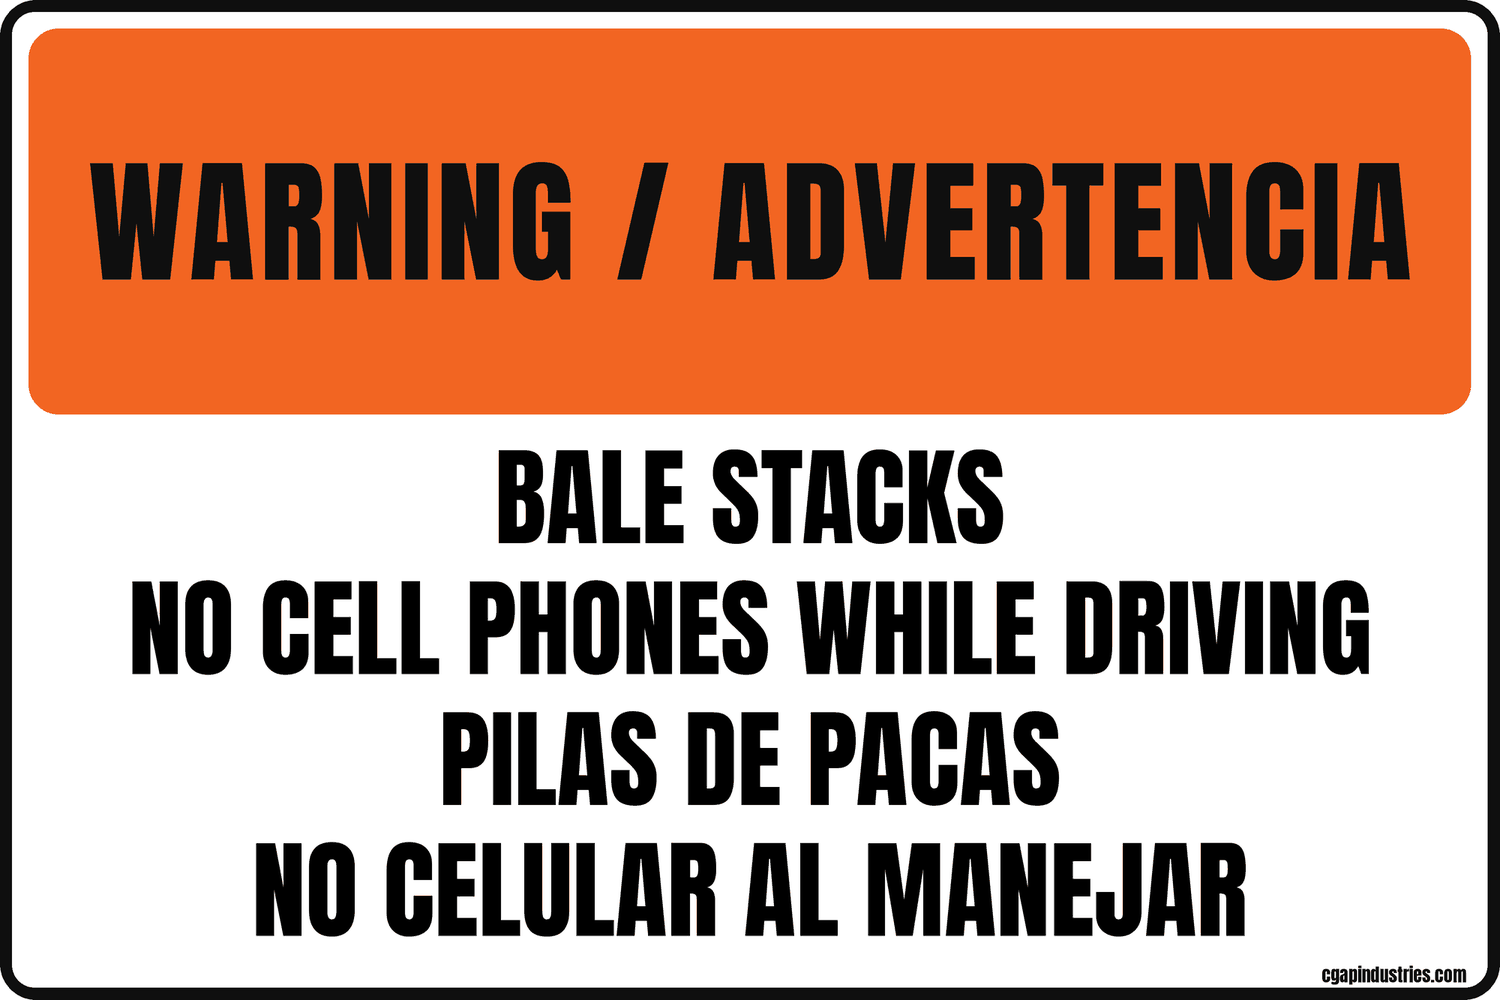 WARNING / ADVERTENCIA
BALE STACKS
NO CELL PHONES WHILE DRIVING
PILAS DE PACAS
NO CELULAR AL MANEJAR
cgapindustries.com